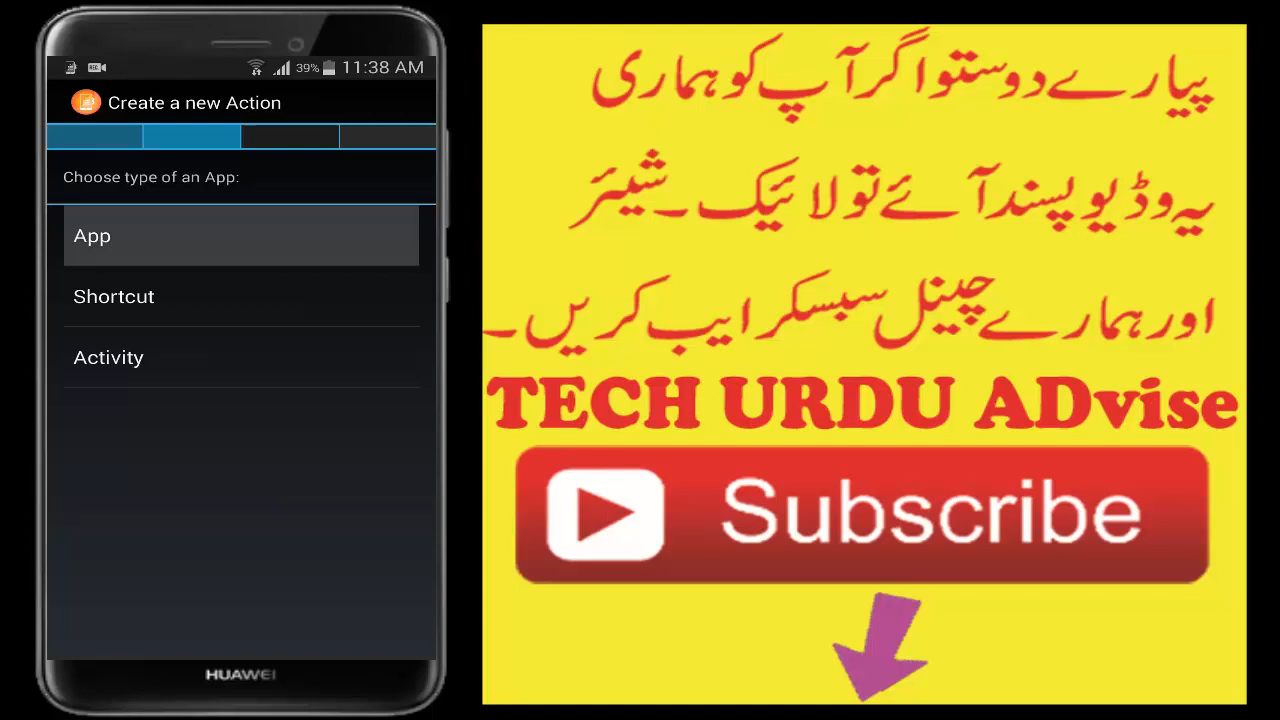 39% 11:38 AM
Create a new Action
Choose type of an App:
App
Shortcut
Activity
HUAWEI
پیارے دوستو اگر آپ کو ہماری
یہ وڈیو پسند آئے تو لائیک۔ شیئر
اور ہمارے چینل سبسکرایب کریں۔
TECH URDU ADvise
Subscribe